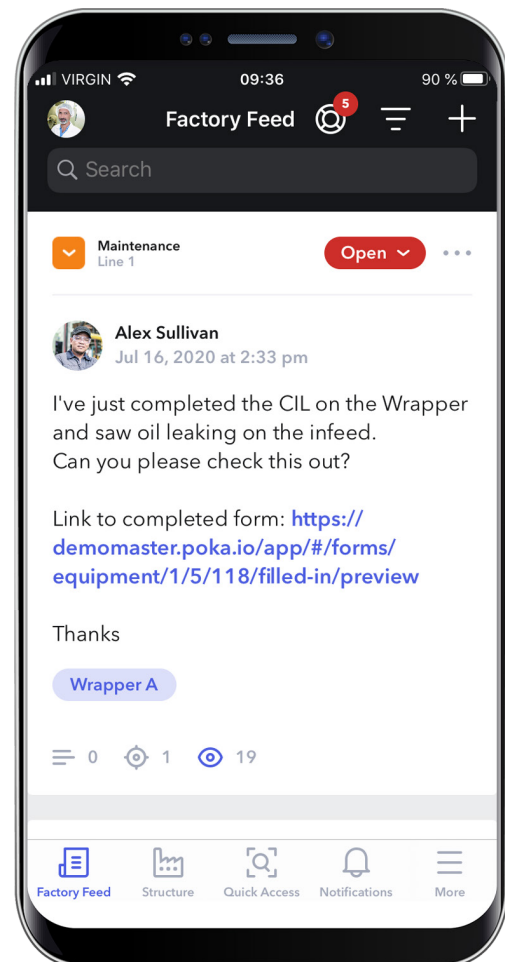 VIRGIN
09:36
90 %
Factory Feed
5
Search
Maintenance
Line 1
Open
Alex Sullivan
Jul 16, 2020 at 2:33 pm
I've just completed the CIL on the Wrapper
and saw oil leaking on the infeed.
Can you please check this out?
Link to completed form: https://
demomaster.poka.io/app/#/forms/
equipment/1/5/118/filled-in/preview
Thanks
Wrapper A
0 1 19
Factory Feed Structure Quick Access Notifications More